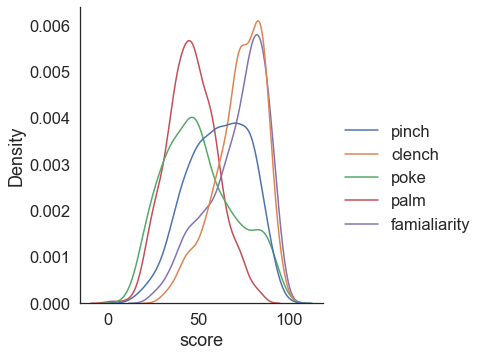 0.006
0.005
0.004
0.003
0.002
0.001
0.000
Density
0 50 100
score
pinch
clench
poke
palm
famialiarity